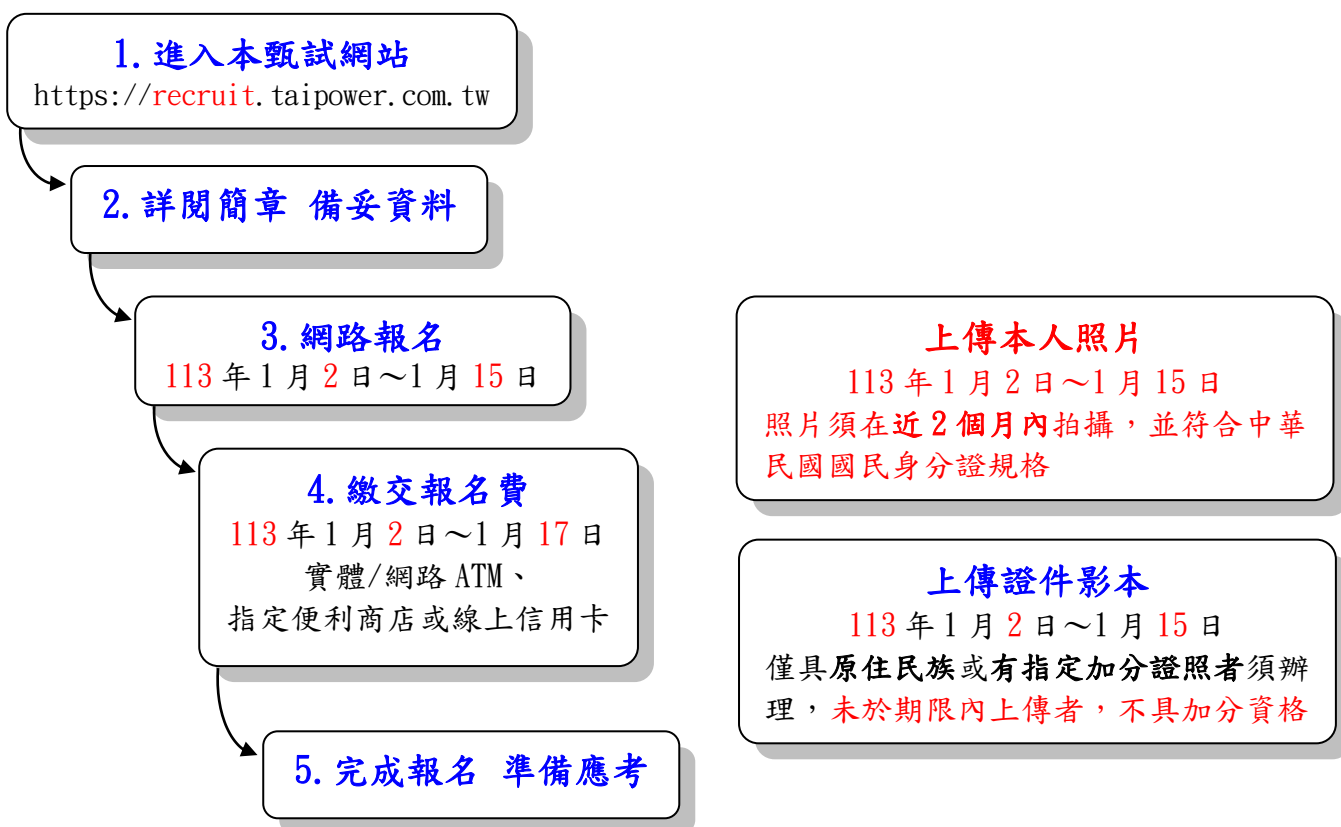 1.進入本甄試網站
https://recruit.taipower.com.tw
2.詳閱簡章 備妥資料
3.網路報名
113年1月2日～1月15日
4.繳交報名費
113年1月2日～1月17日
實體/網路ATM、
指定便利商店或線上信用卡
5.完成報名 準備應考
上傳本人照片
113年1月2日～1月15日
照片須在近2個月內拍攝，並符合中華
民國國民身分證規格
上傳證件影本
113年1月2日～1月15日
僅具原住民族或有指定加分證照者須辦
理，未於期限內上傳者，不具加分資格